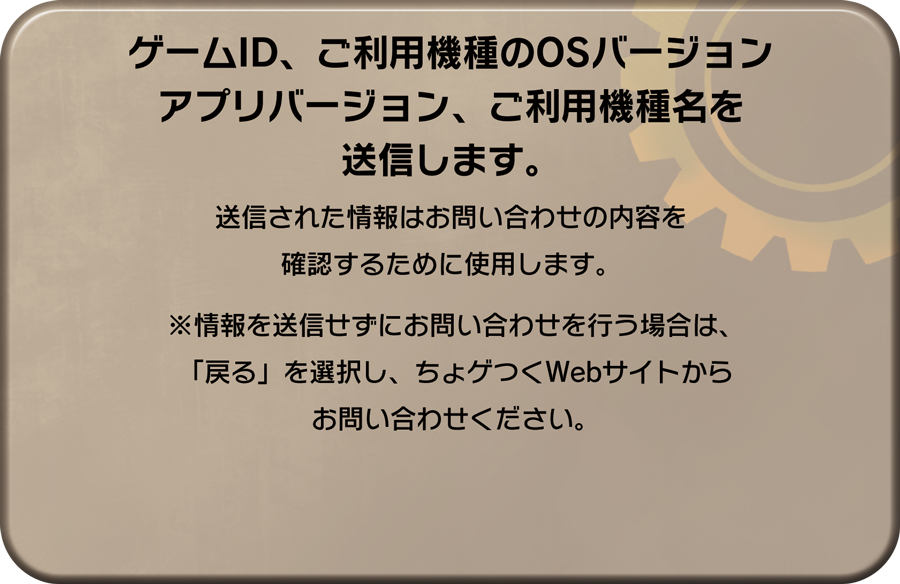 ゲームID、ご利用機種のOSバージョン
アプリバージョン、ご利用機種名を
送信します。
送信された情報はお問い合わせの内容を
確認するために使用します。
※情報を送信せずにお問い合わせを行う場合は、
「戻る」を選択し、ちょゲつくWebサイトから
お問い合わせください。